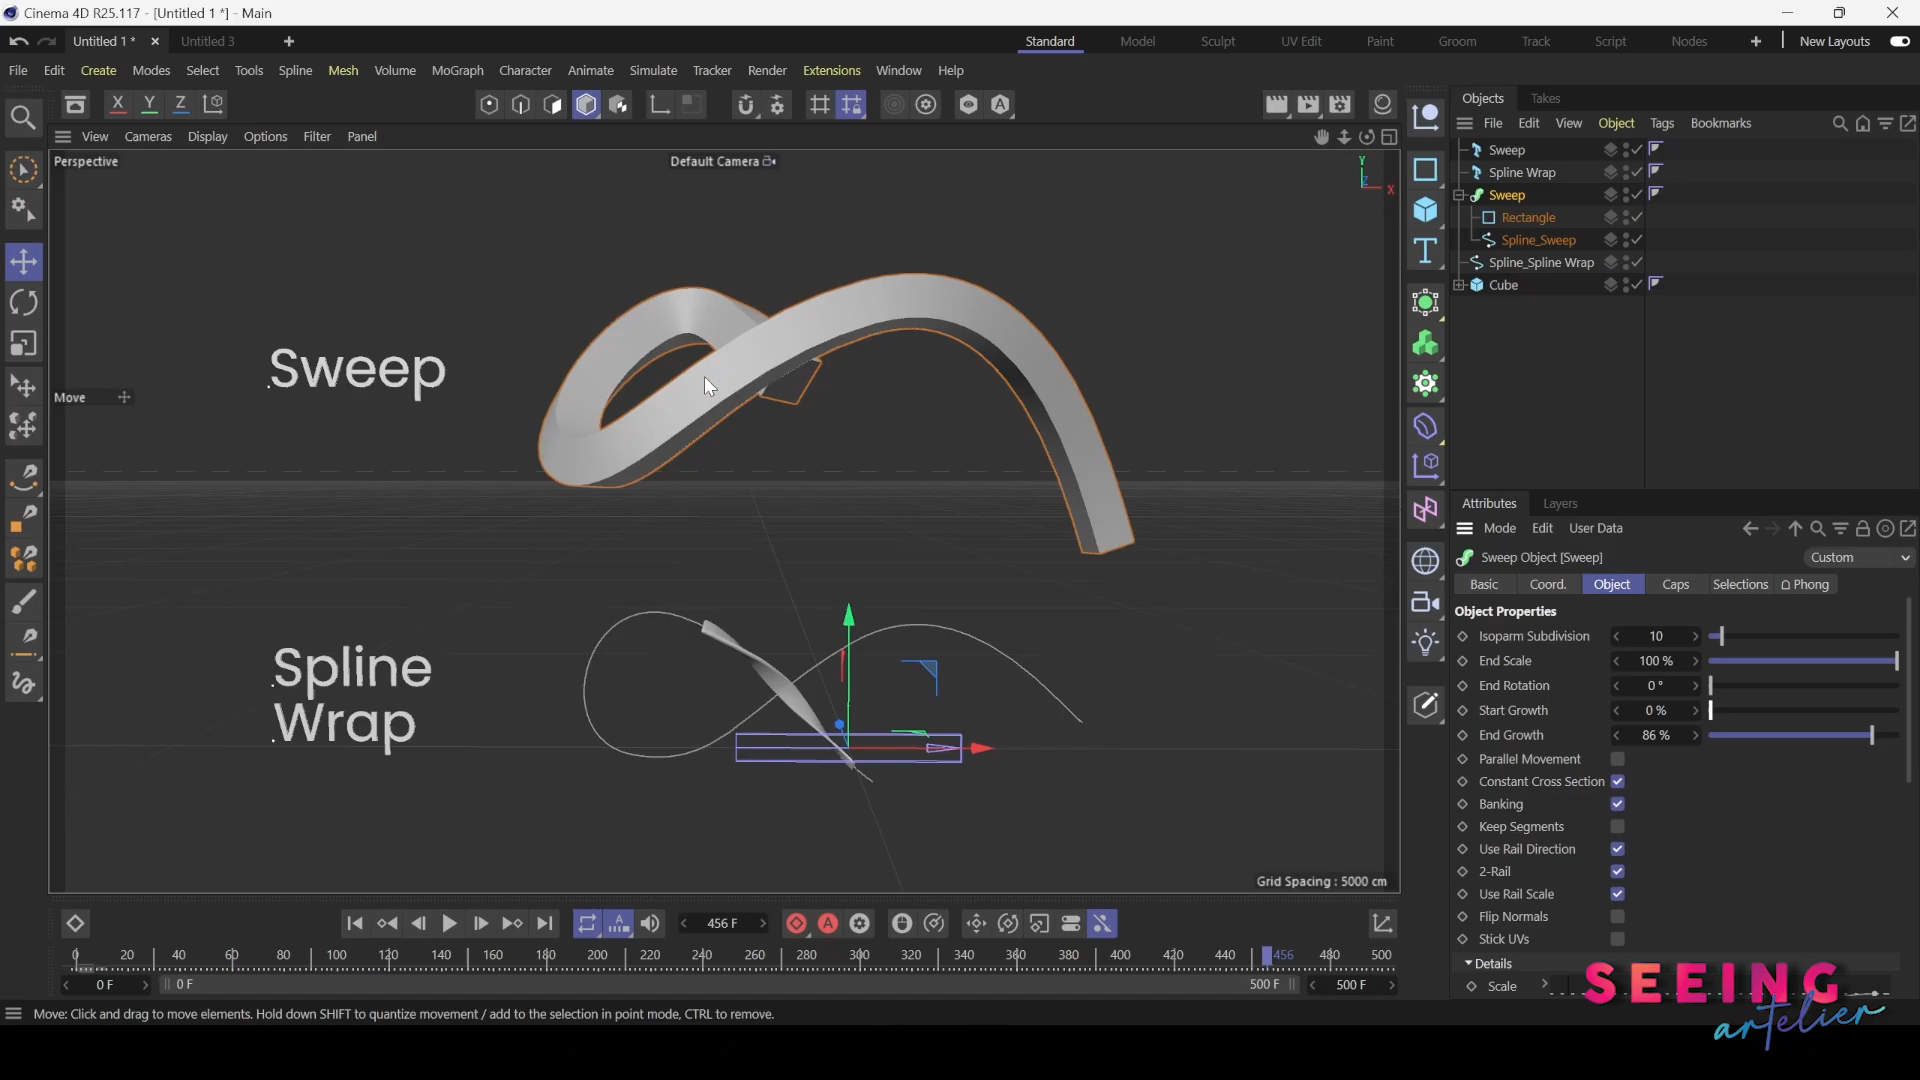 Cinema 4D R25.117 - [Untitled 1 *] - Main
Untitled 1 *
Untitled 3
Standard
Model
Sculpt
UV Edit
Paint
Groom
Track
Script
Nodes
New Layouts
File
Edit
Create
Modes
Select
Tools
Spline
Mesh
Volume
MoGraph
Character
Animate
Simulate
Tracker
Render
Extensions
Window
Help
X
Y
Z
View
Cameras
Display
Options
Filter
Panel
Perspective
Default Camera
Y
Z
X
Sweep
Move
Spline
Wrap
Grid Spacing : 5000 cm
Objects
Takes
File
Edit
View
Object
Tags
Bookmarks
Sweep
Spline Wrap
Sweep
Rectangle
Spline_Sweep
Spline_Spline Wrap
Cube
Attributes
Layers
Mode
Edit
User Data
Sweep Object [Sweep]
Custom
Basic
Coord.
Object
Caps
Selections
Phong
Object Properties
Isoparm Subdivision 10
End Scale 100 %
End Rotation 0 °
Start Growth 0 %
End Growth 86 %
Parallel Movement
Constant Cross Section
Banking
Keep Segments
Use Rail Direction
2-Rail
Use Rail Scale
Flip Normals
Stick UVs
Details
Scale
456 F
0 20 40 60 80 100 120 140 160 180 200 220 240 260 280 300 320 340 360 380 400 420 440 456 480 500
0 F
0 F
500 F
500 F
Move: Click and drag to move elements. Hold down SHIFT to quantize movement / add to the selection in point mode, CTRL to remove.
SEEING
artelier